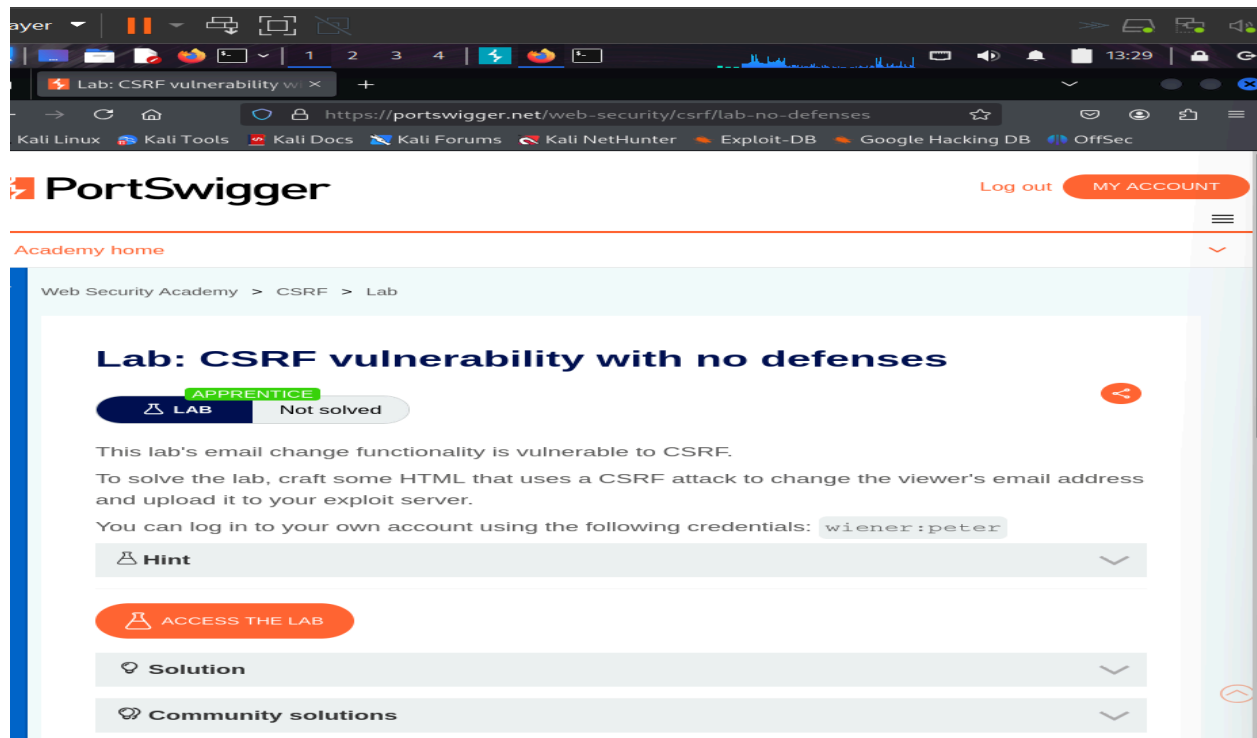 ayer
1 2 3 4 13:29
Lab: CSRF vulnerability wi
https://portswigger.net/web-security/csrf/lab-no-defenses
Kali Linux Kali Tools Kali Docs Kali Forums Kali NetHunter Exploit-DB Google Hacking DB OffSec
PortSwigger Log out MY ACCOUNT
Academy home
Web Security Academy > CSRF > Lab
Lab: CSRF vulnerability with no defenses
APPRENTICE
LAB Not solved
This lab's email change functionality is vulnerable to CSRF.
To solve the lab, craft some HTML that uses a CSRF attack to change the viewer's email address
and upload it to your exploit server.
You can log in to your own account using the following credentials: wiener:peter
Hint
ACCESS THE LAB
Solution
Community solutions